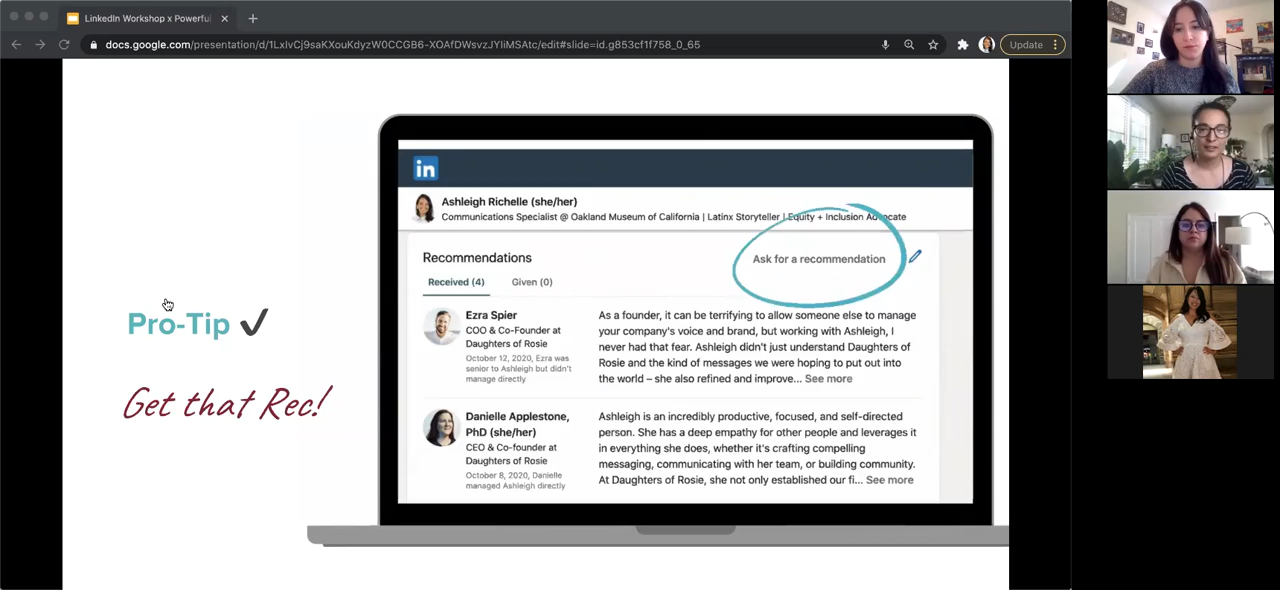 LinkedIn Workshop x Powerful
docs.google.com/presentation/d/1LxIvCj9saKXouKdyzW0CCGB6-XOAfDWsvzJYIiMSAtc/edit#slide=id.g853cf1f758_0_65
Update
in
Ashleigh Richelle (she/her)
Communications Specialist @ Oakland Museum of California | Latinx Storyteller | Equity + Inclusion Advocate
Recommendations
Ask for a recommendation
Received (4)
Given (0)
Ezra Spier
COO & Co-Founder at
Daughters of Rosie
October 12, 2020, Ezra was
senior to Ashleigh but didn't
manage directly
As a founder, it can be terrifying to allow someone else to manage
your company's voice and brand, but working with Ashleigh, I
never had that fear. Ashleigh didn't just understand Daughters of
Rosie and the kind of messages we were hoping to put out into
the world – she also refined and improve... See more
Danielle Applestone,
PhD (she/her)
CEO & Co-founder at
Daughters of Rosie
October 8, 2020, Danielle
managed Ashleigh directly
Ashleigh is an incredibly productive, focused, and self-directed
person. She has a deep empathy for other people and leverages it
in everything she does, whether it's crafting compelling
messaging, communicating with her team, or building community.
At Daughters of Rosie, she not only established our fi... See more
Pro-Tip ✔
Get that Rec!